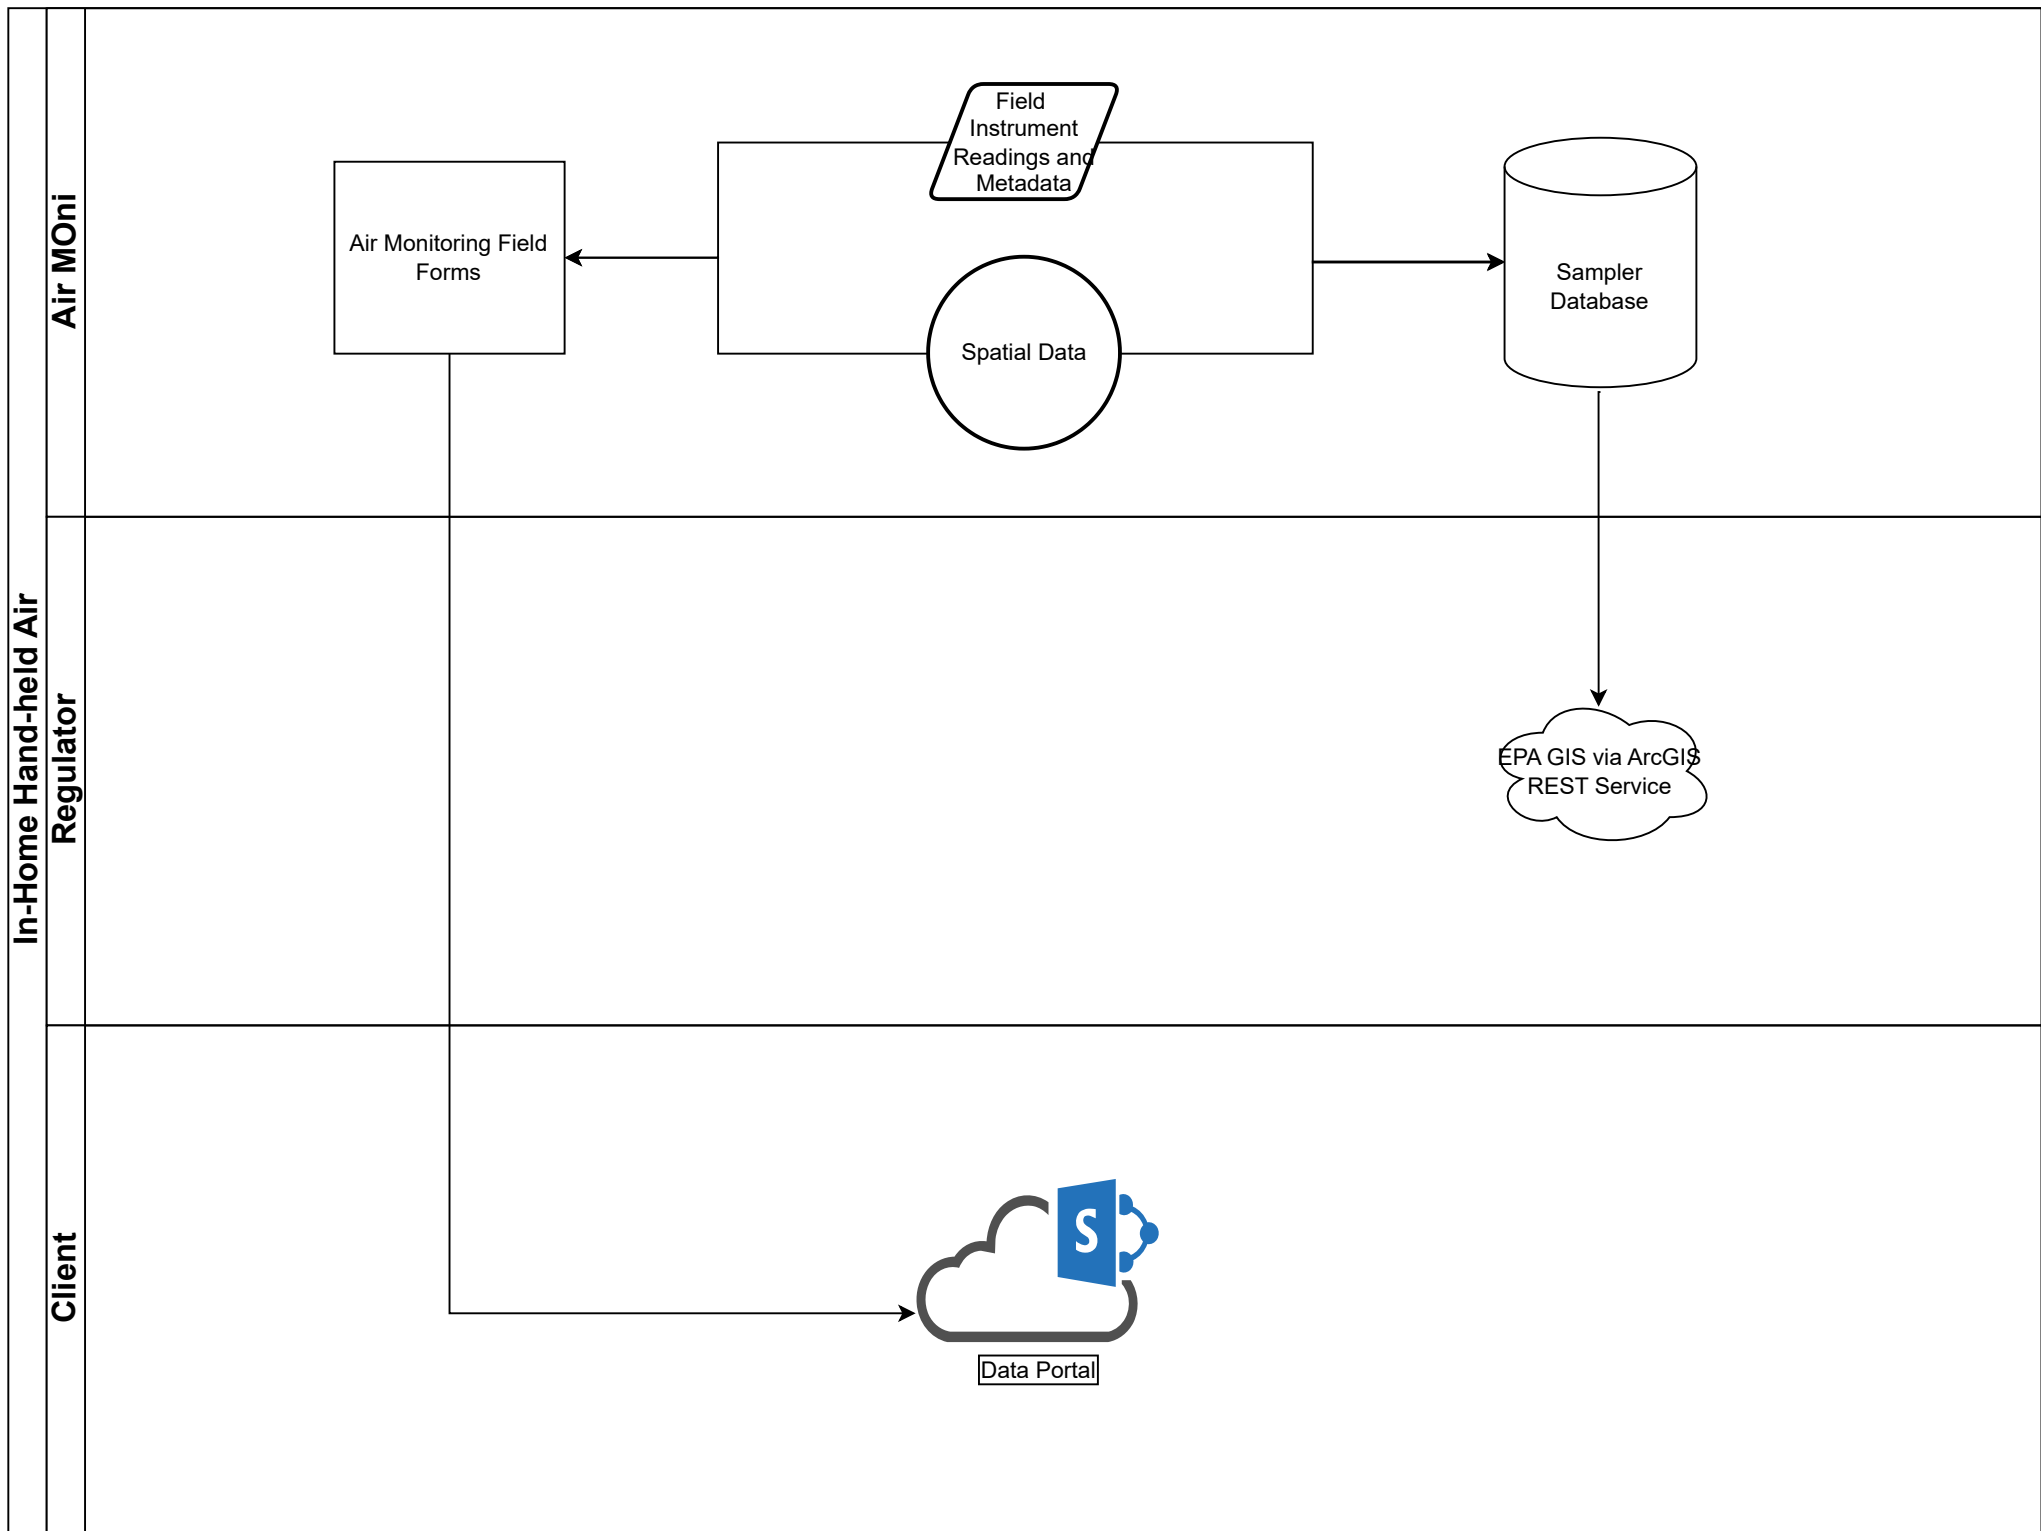 In-Home Hand-held Air
Air MOni
Regulator
Client
Field
Instrument
Readings and
Metadata
Air Monitoring Field
Forms
Spatial Data
Sampler
Database
EPA GIS via ArcGIS
REST Service
S
Data Portal